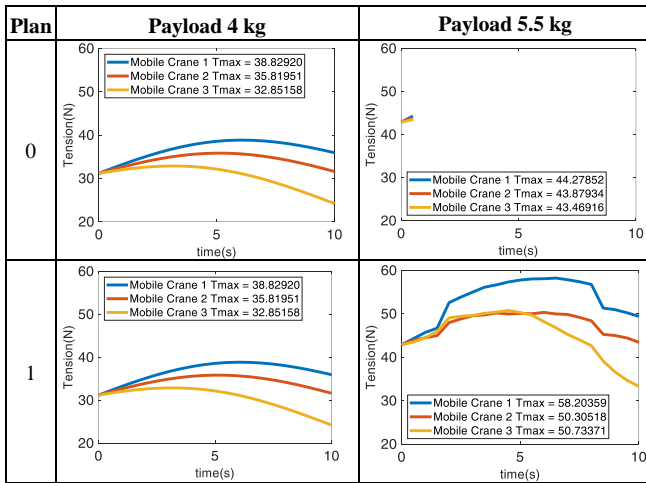 Plan Payload 4 kg Payload 5.5 kg
0
60
50
40
30
20
Tension(N)
Mobile Crane 1 Tmax = 38.82920
Mobile Crane 2 Tmax = 35.81951
Mobile Crane 3 Tmax = 32.85158
0 5 10
time(s)
60
50
40
30
20
Tension(N)
Mobile Crane 1 Tmax = 44.27852
Mobile Crane 2 Tmax = 43.87934
Mobile Crane 3 Tmax = 43.46916
0 5 10
time(s)
1
60
50
40
30
20
Tension(N)
Mobile Crane 1 Tmax = 38.82920
Mobile Crane 2 Tmax = 35.81951
Mobile Crane 3 Tmax = 32.85158
0 5 10
time(s)
60
50
40
30
20
Tension(N)
Mobile Crane 1 Tmax = 58.20359
Mobile Crane 2 Tmax = 50.30518
Mobile Crane 3 Tmax = 50.73371
0 5 10
time(s)